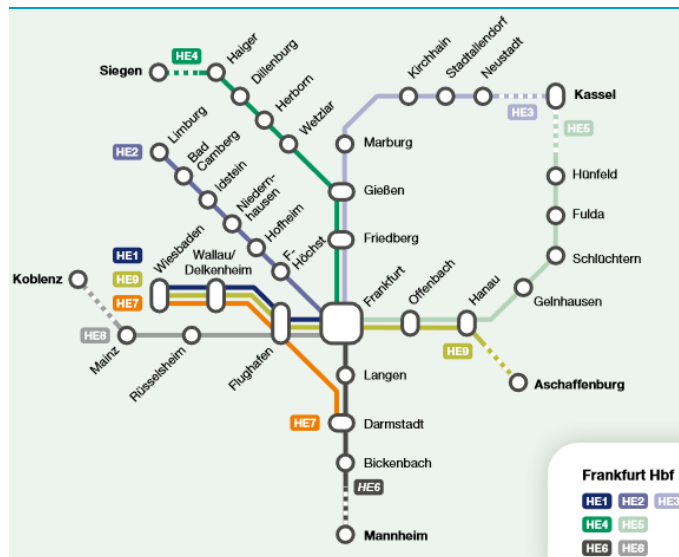 HE4
Siegen
Haiger
Dillenburg
Herborn
Wetzlar
Kirchhain
Stadtallendorf
Neustadt
HE3
Kassel
HE5
HE2
Limburg
Bad
Camberg
Idstein
Niedern-
hausen
Hofheim
F-
Höchst
Marburg
Gießen
Friedberg
Hünfeld
Fulda
Schlüchtern
Gelnhausen
HE1
HE9
HE7
Wiesbaden
Wallau/
Delkenheim
Koblenz
HE8
Mainz
Rüsselsheim
Flughafen
Frankfurt
Offenbach
Hanau
HE9
Aschaffenburg
Langen
HE7
Darmstadt
Bickenbach
HE6
Mannheim
Frankfurt Hbf
HE1 HE2 HE3
HE4 HE5
HE6 HE8